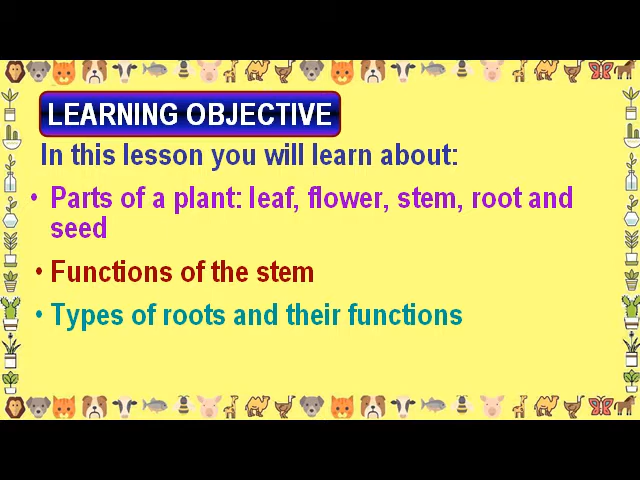 LEARNING OBJECTIVE
In this lesson you will learn about:
• Parts of a plant: leaf, flower, stem, root and
seed
• Functions of the stem
• Types of roots and their functions